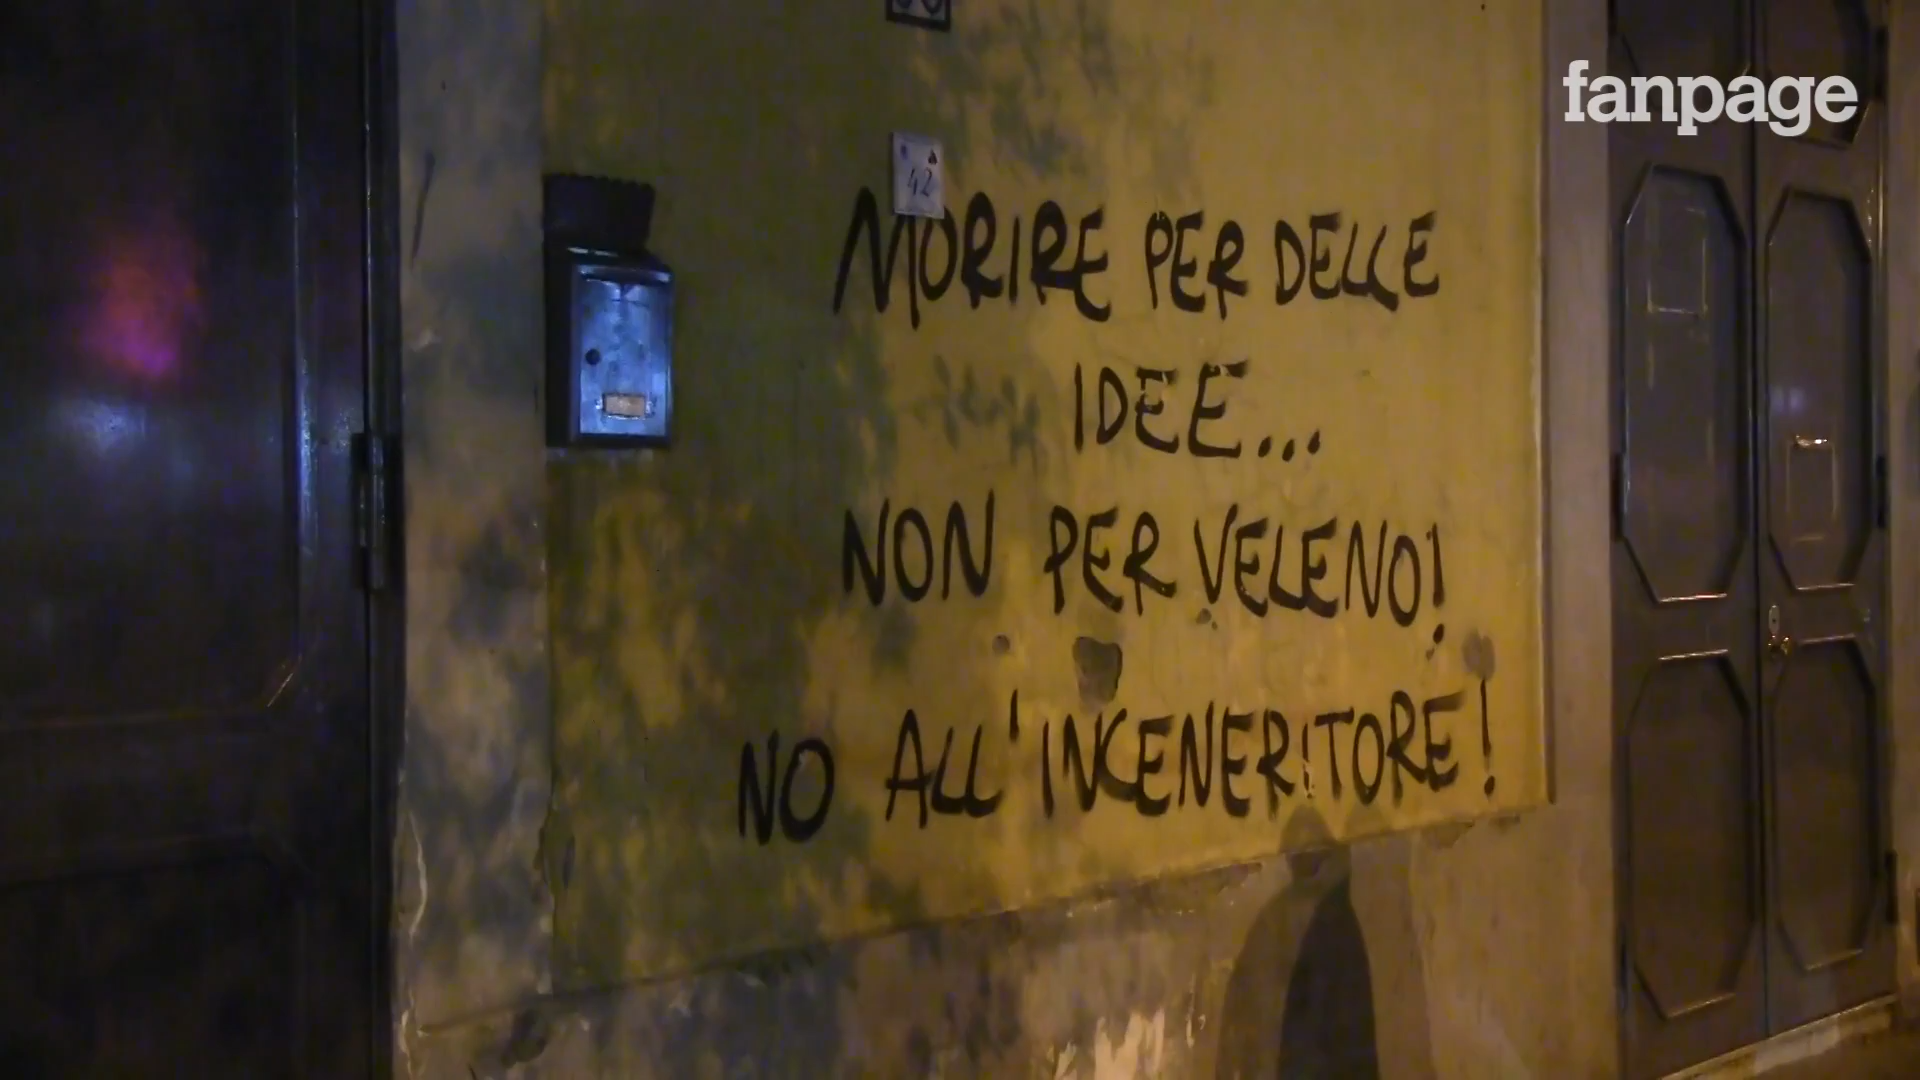 fanpage
42
MORIRE PER DELLE
IDEE...
NON PER VELENO!
NO ALL'INCENERITORE!